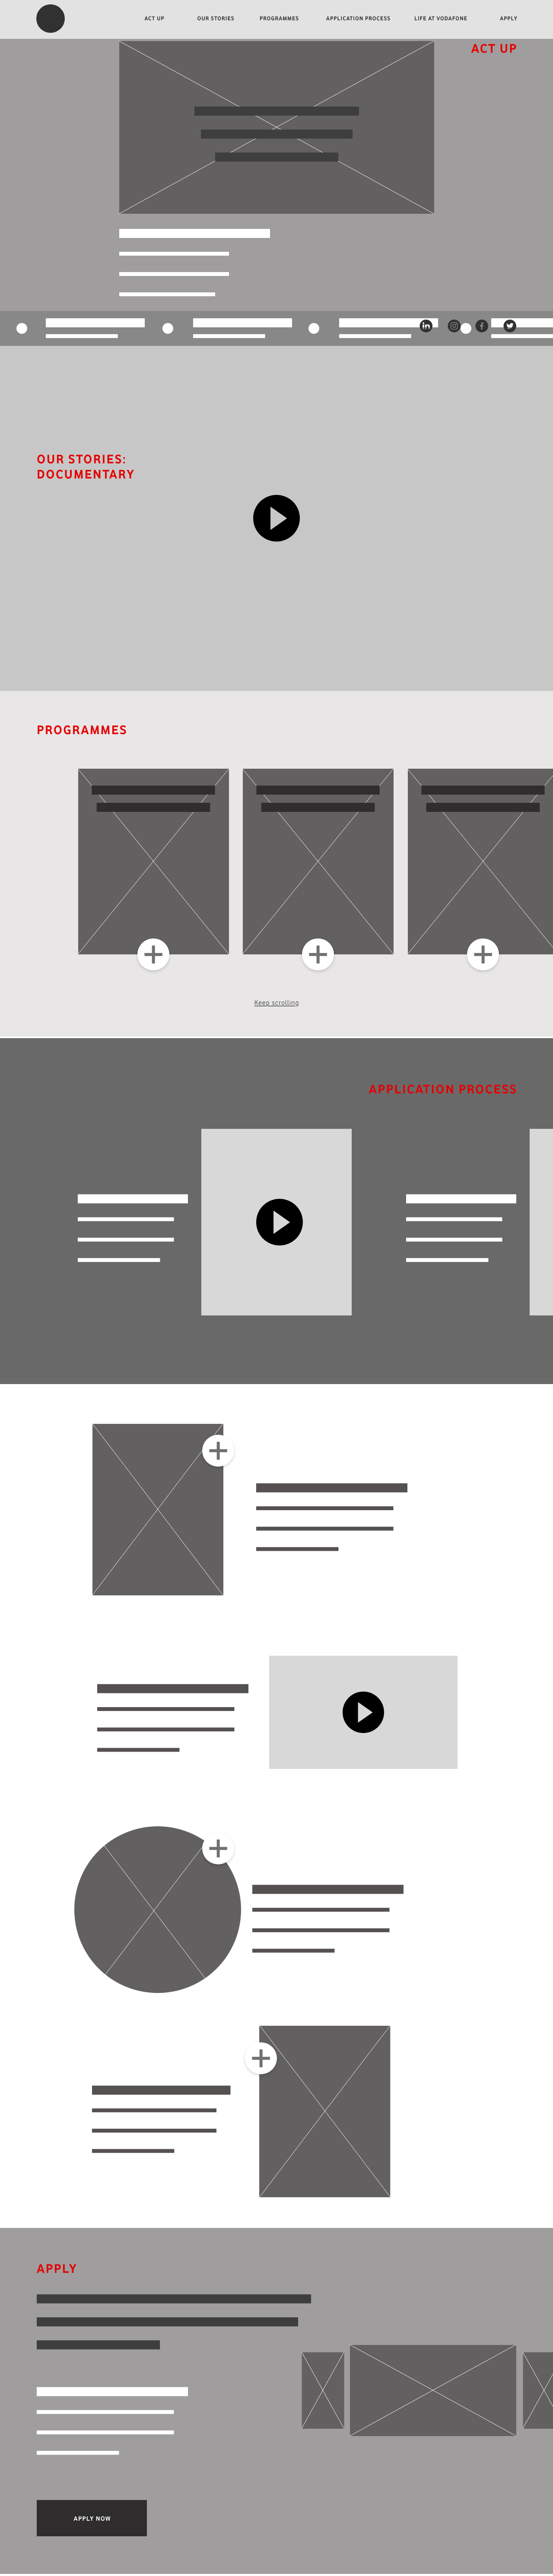 ACT UP OUR STORIES PROGRAMMES APPLICATION PROCESS LIFE AT VODAFONE APPLY
ACT UP
OUR STORIES:
DOCUMENTARY
PROGRAMMES
Keep scrolling
APPLICATION PROCESS
APPLY
APPLY NOW